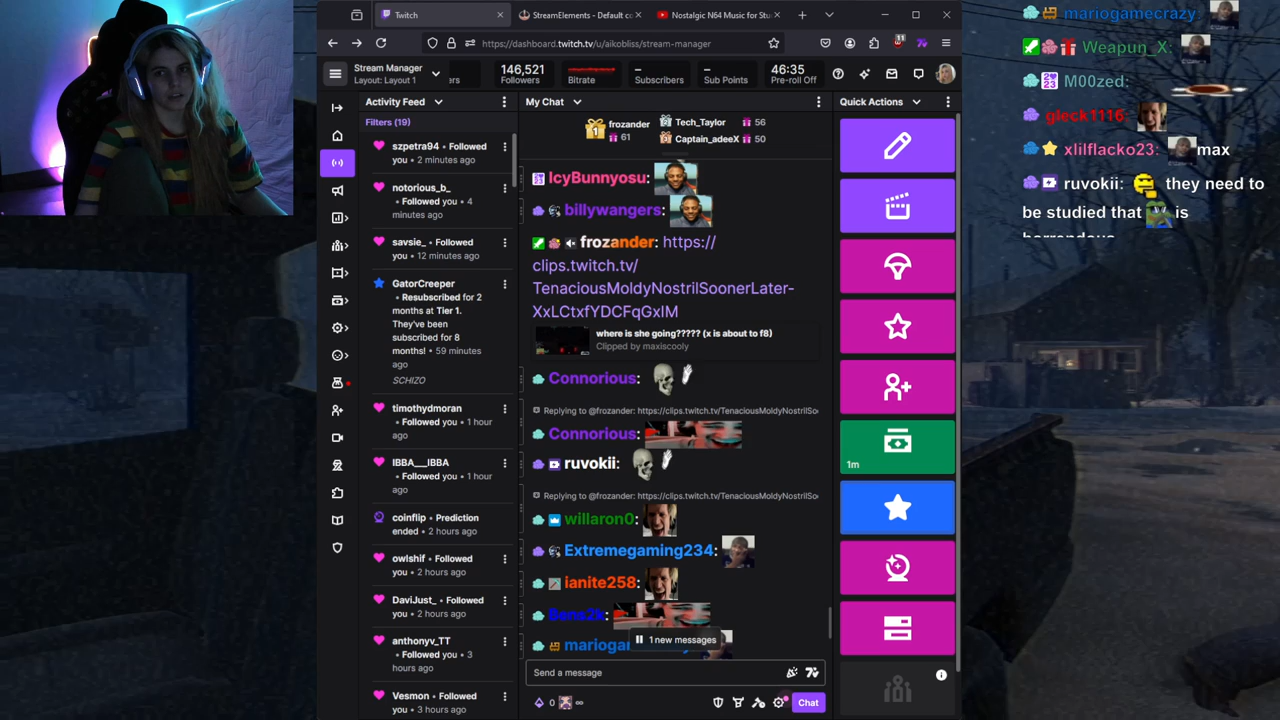 Twitch
StreamElements - Default co
Nostalgic N64 Music for Stu
https://dashboard.twitch.tv/u/aikobliss/stream-manager
11
Stream Manager
Layout: Layout 1
ers
146,521
Followers
Bitrate
–
Subscribers
–
Sub Points
46:35
Pre-roll Off
Activity Feed
Filters (19)
szpetra94 • Followed
you • 2 minutes ago
notorious_b_
• Followed you • 4
minutes ago
savsie_ • Followed
you • 12 minutes ago
GatorCreeper
• Resubscribed for 2
months at Tier 1.
They've been
subscribed for 8
months! • 59 minutes
ago
SCHIZO
timothydmoran
• Followed you • 1 hour
ago
IBBA___IBBA
• Followed you • 1 hour
ago
coinflip • Prediction
ended • 2 hours ago
owlshif • Followed
you • 2 hours ago
DaviJust_ • Followed
you • 2 hours ago
anthonyv_TT
• Followed you • 3
hours ago
Vesmon • Followed
you • 3 hours ago
My Chat
1
frozander
61
Tech_Taylor 56
Captain_adeeX 50
IcyBunnyosu:
billywangers:
frozander: https://
clips.twitch.tv/
TenaciousMoldyNostrilSoonerLater-
XxLCtxfYDCFqGxIM
where is she going????? (x is about to f8)
Clipped by maxiscooly
Connorious:
Replying to @frozander: https://clips.twitch.tv/TenaciousMoldyNostrilSo
Connorious:
ruvokii:
Replying to @frozander: https://clips.twitch.tv/TenaciousMoldyNostrilSo
willaron0:
Extremegaming234:
ianite258:
1 new messages
Send a message
0
∞
Chat
Quick Actions
1m
mariogamecrazy:
Weapun_X:
M00zed:
gleck1116:
xlilflacko23: max
ruvokii: they need to
be studied that is
horrendous